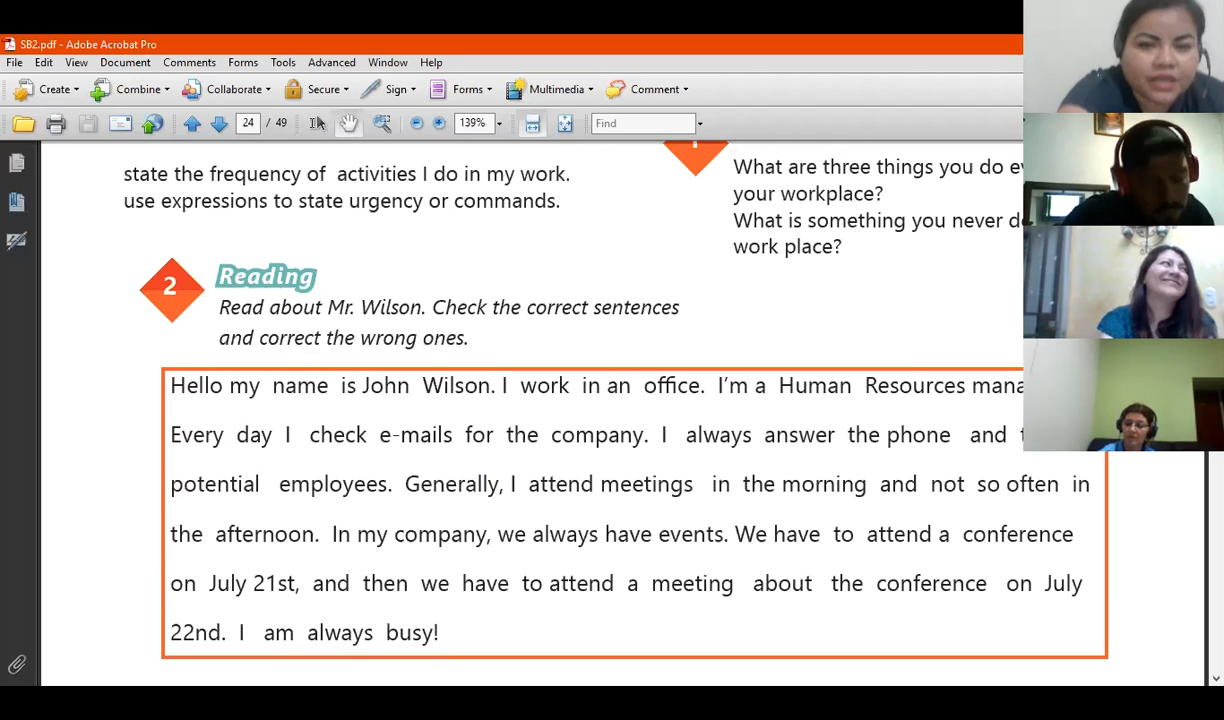 SB2.pdf - Adobe Acrobat Pro
File Edit View Document Comments Forms Tools Advanced Window Help
Create Combine Collaborate Secure Sign Forms Multimedia Comment
24 / 49 139% Find
state the frequency of activities I do in my work.
use expressions to state urgency or commands.
What are three things you do
your workplace?
What is something you never
work place?
2 Reading
Read about Mr. Wilson. Check the correct sentences
and correct the wrong ones.
Hello my name is John Wilson. I work in an office. I'm a Human Resources
Every day I check e-mails for the company. I always answer the phone and
potential employees. Generally, I attend meetings in the morning and not so often in
the afternoon. In my company, we always have events. We have to attend a conference
on July 21st, and then we have to attend a meeting about the conference on July
22nd. I am always busy!